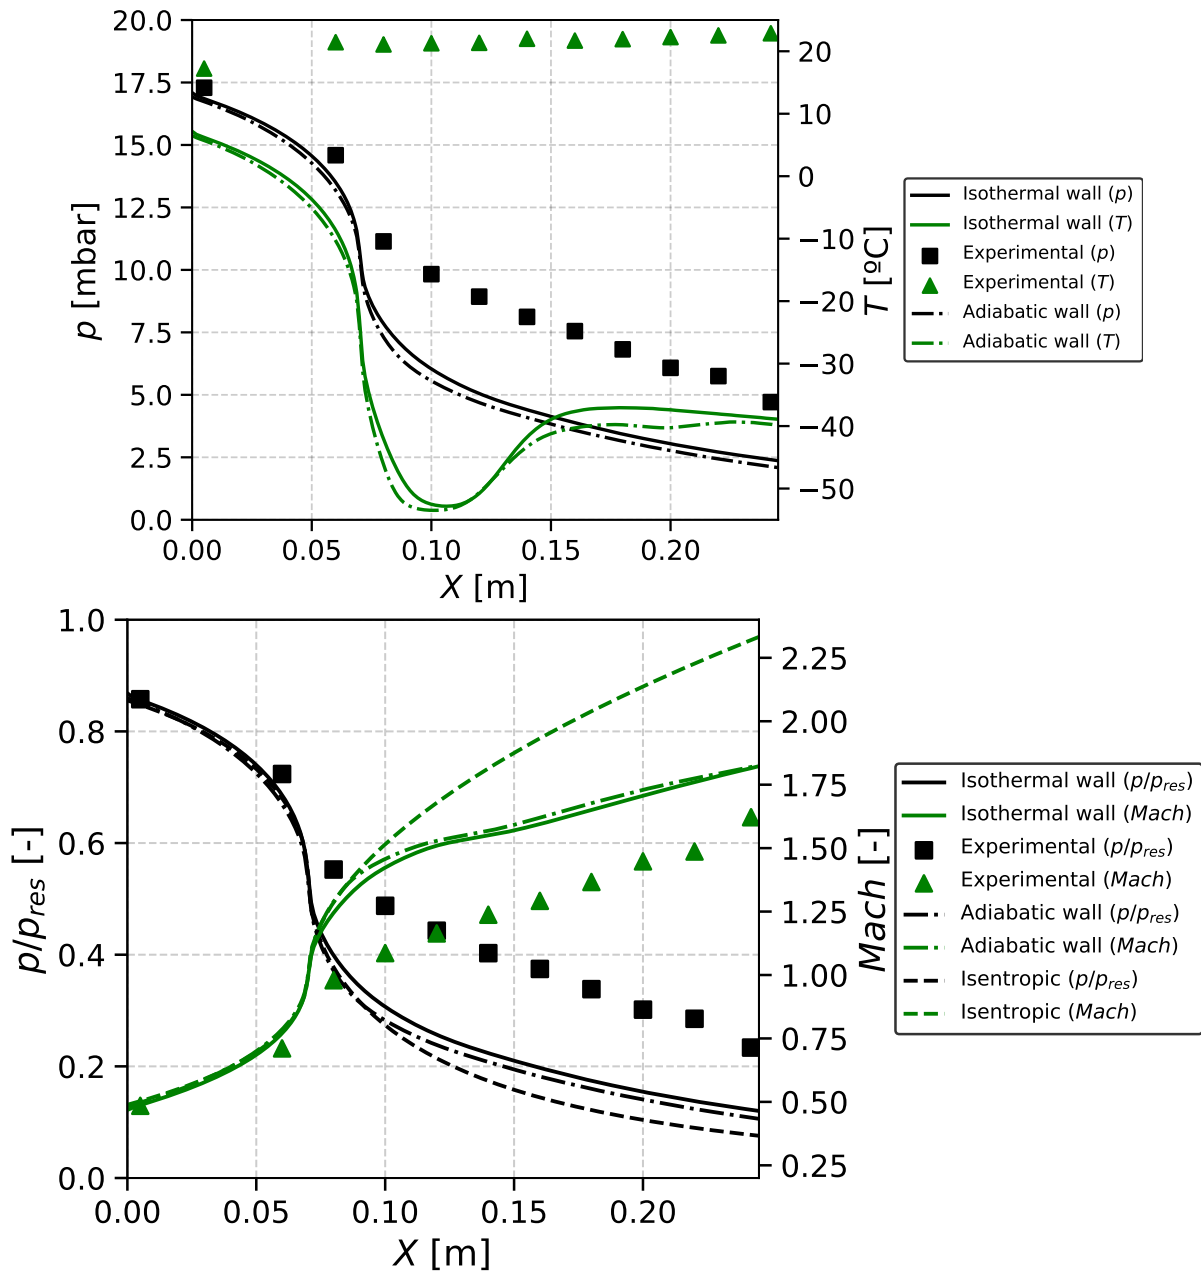 20.0
17.5
15.0
12.5
10.0
7.5
5.0
2.5
0.0
p [mbar]
0.00 0.05 0.10 0.15 0.20
X [m]
20
10
0
−10
−20
−30
−40
−50
T [ºC]
Isothermal wall (p)
Isothermal wall (T)
Experimental (p)
Experimental (T)
Adiabatic wall (p)
Adiabatic wall (T)
1.0
0.8
0.6
0.4
0.2
0.0
p/pres [-]
0.00 0.05 0.10 0.15 0.20
X [m]
2.25
2.00
1.75
1.50
1.25
1.00
0.75
0.50
0.25
Mach [-]
Isothermal wall (p/pres)
Isothermal wall (Mach)
Experimental (p/pres)
Experimental (Mach)
Adiabatic wall (p/pres)
Adiabatic wall (Mach)
Isentropic (p/pres)
Isentropic (Mach)